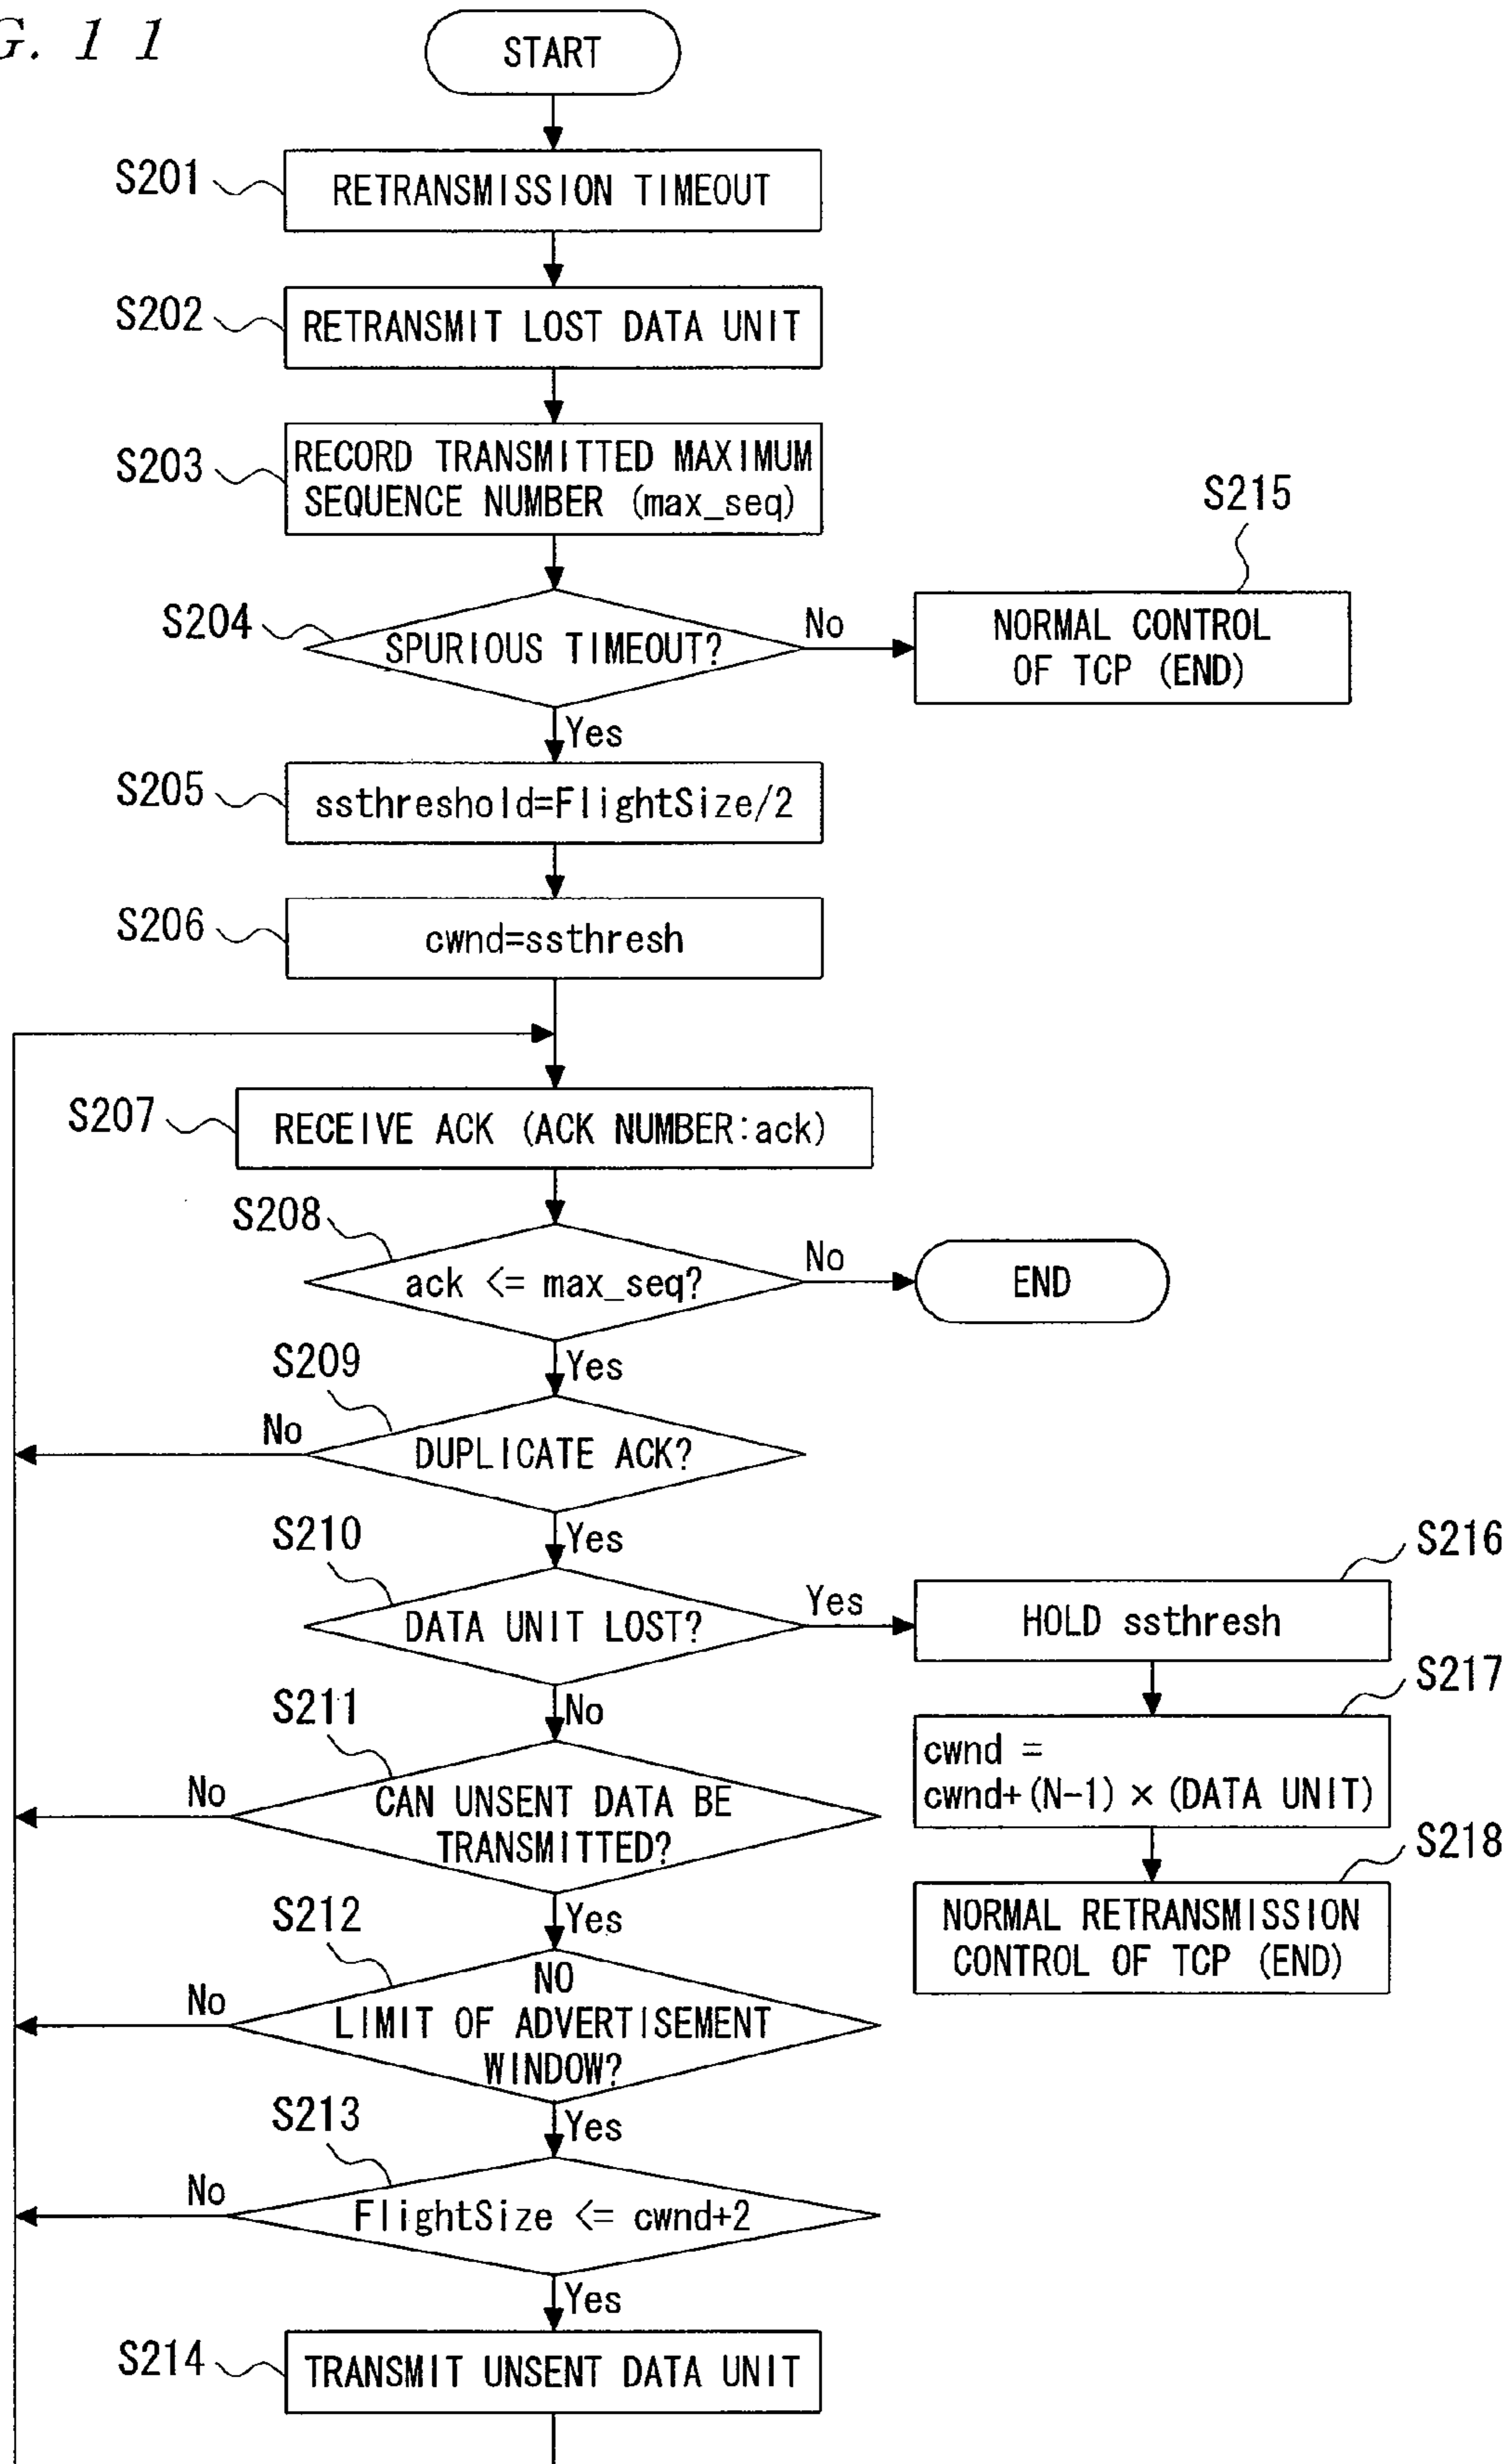 G. 1 1
START
S201
RETRANSMISSION TIMEOUT
S202
RETRANSMIT LOST DATA UNIT
S203
RECORD TRANSMITTED MAXIMUM
SEQUENCE NUMBER (max_seq)
S204
SPURIOUS TIMEOUT?
No
S215
NORMAL CONTROL
OF TCP (END)
Yes
S205
ssthreshold=FlightSize/2
S206
cwnd=ssthresh
S207
RECEIVE ACK (ACK NUMBER:ack)
S208
ack <= max_seq?
No
END
Yes
S209
DUPLICATE ACK?
No
Yes
S210
DATA UNIT LOST?
Yes
S216
HOLD ssthresh
S217
cwnd =
cwnd+(N-1) × (DATA UNIT)
S218
NORMAL RETRANSMISSION
CONTROL OF TCP (END)
No
S211
CAN UNSENT DATA BE
TRANSMITTED?
No
Yes
S212
NO
LIMIT OF ADVERTISEMENT
WINDOW?
No
Yes
S213
FlightSize <= cwnd+2
No
Yes
S214
TRANSMIT UNSENT DATA UNIT